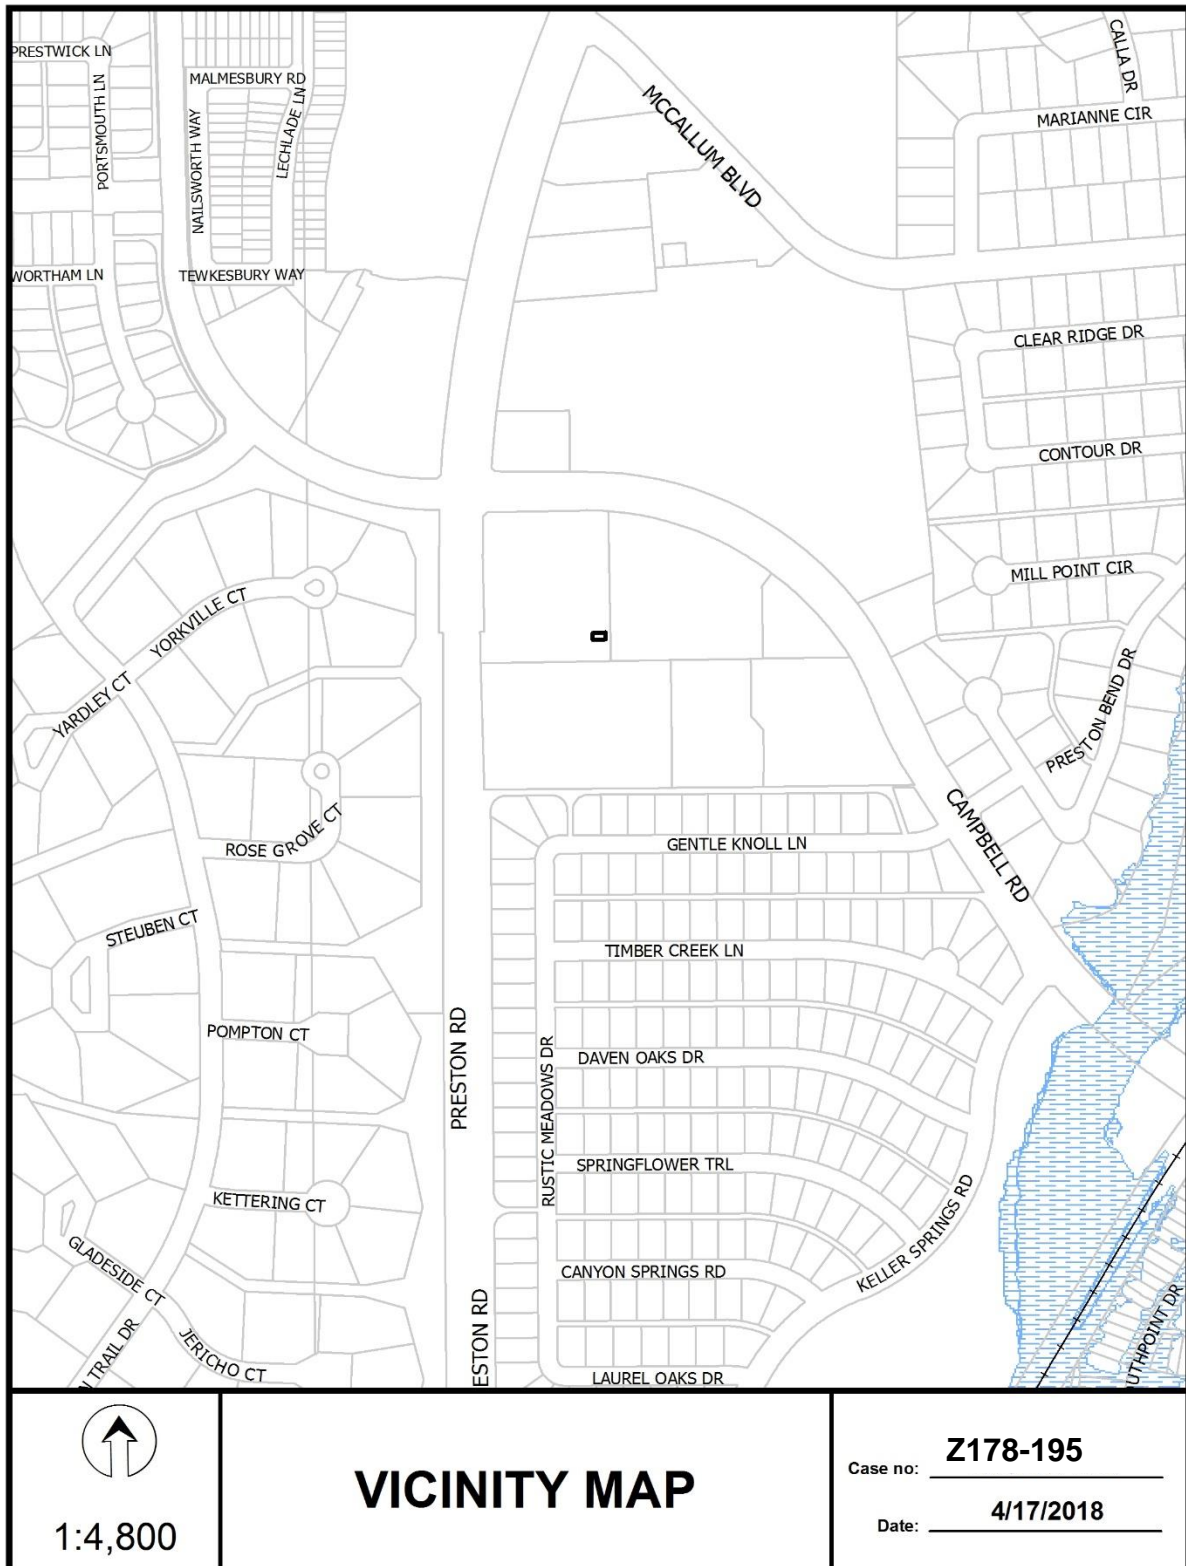 PRESTWICK LN
PORTSMOUTH LN
MALMESBURY RD
NAILSWORTH WAY
LECHLADE LN
MCCALLUM BLVD
CALLA DR
MARIANNE CIR
WORTHAM LN
TEWKESBURY WAY
CLEAR RIDGE DR
CONTOUR DR
MILL POINT CIR
YORKVILLE CT
YARDLEY CT
PRESTON BEND DR
ROSE GROVE CT
GENTLE KNOLL LN
CAMPBELL RD
STEUBEN CT
TIMBER CREEK LN
POMPTON CT
PRESTON RD
RUSTIC MEADOWS DR
DAVEN OAKS DR
SPRINGFLOWER TRL
KETTERING CT
KELLER SPRINGS RD
GLADESIDE CT
CANYON SPRINGS RD
ESTON RD
N TRAIL DR
JERICHO CT
LAUREL OAKS DR
OUTHPOINT DR
1:4,800
VICINITY MAP
Case no: Z178-195
Date: 4/17/2018